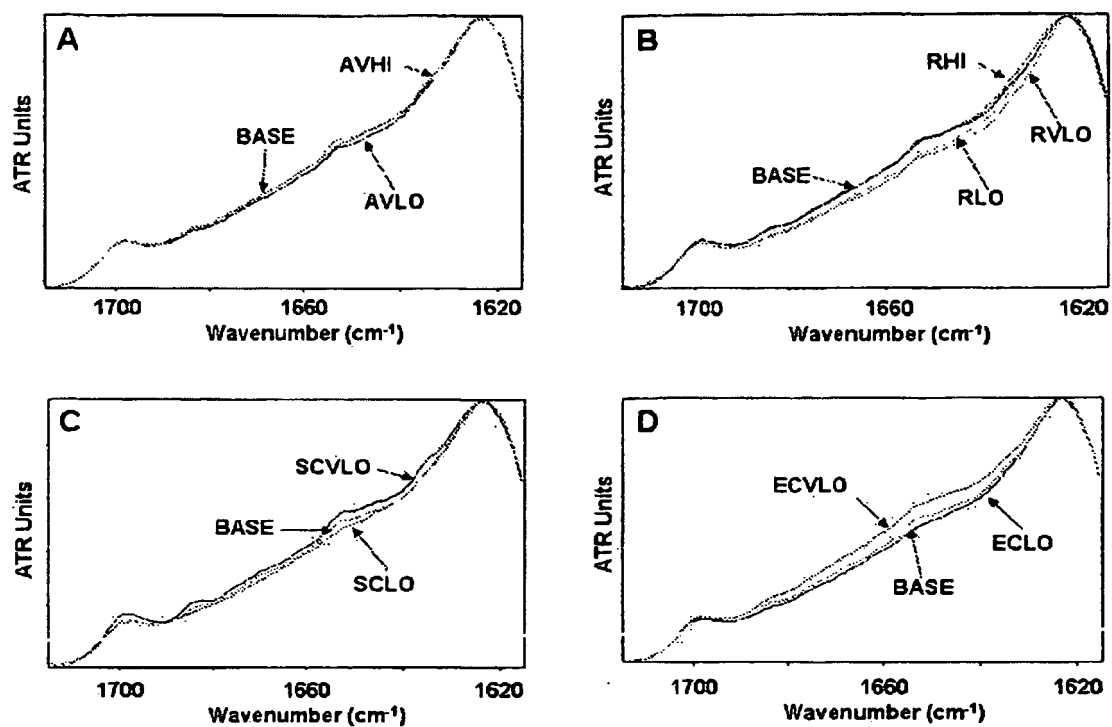 A
AVHI
BASE
AVLO
ATR Units
1700 1660 1620
Wavenumber (cm-1)
B
RHI
RVLO
BASE
RLO
ATR Units
1700 1660 1620
Wavenumber (cm-1)
C
SCVLO
BASE
SCLO
ATR Units
1700 1660 1620
Wavenumber (cm-1)
D
ECVLO
ECLO
BASE
ATR Units
1700 1660 1620
Wavenumber (cm-1)